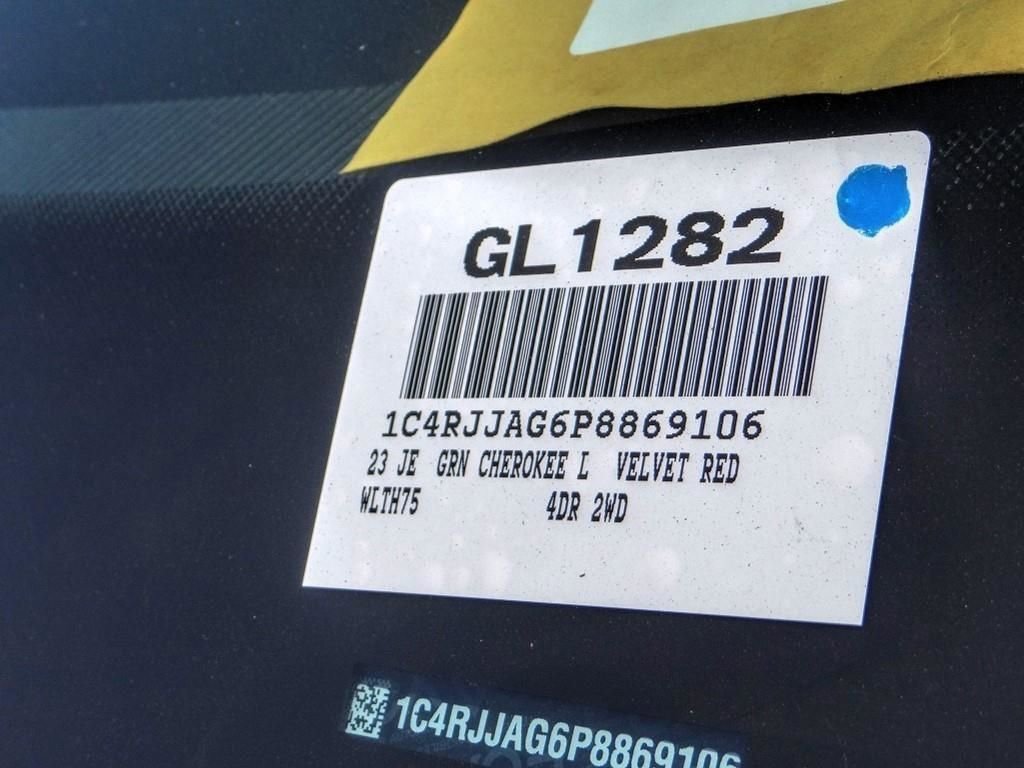 GL1282
1C4RJJAG6P8869106
23 JE GRN CHEROKEE L VELVET RED
WLTH75 4DR 2WD
1C4RJJAG6P8869106